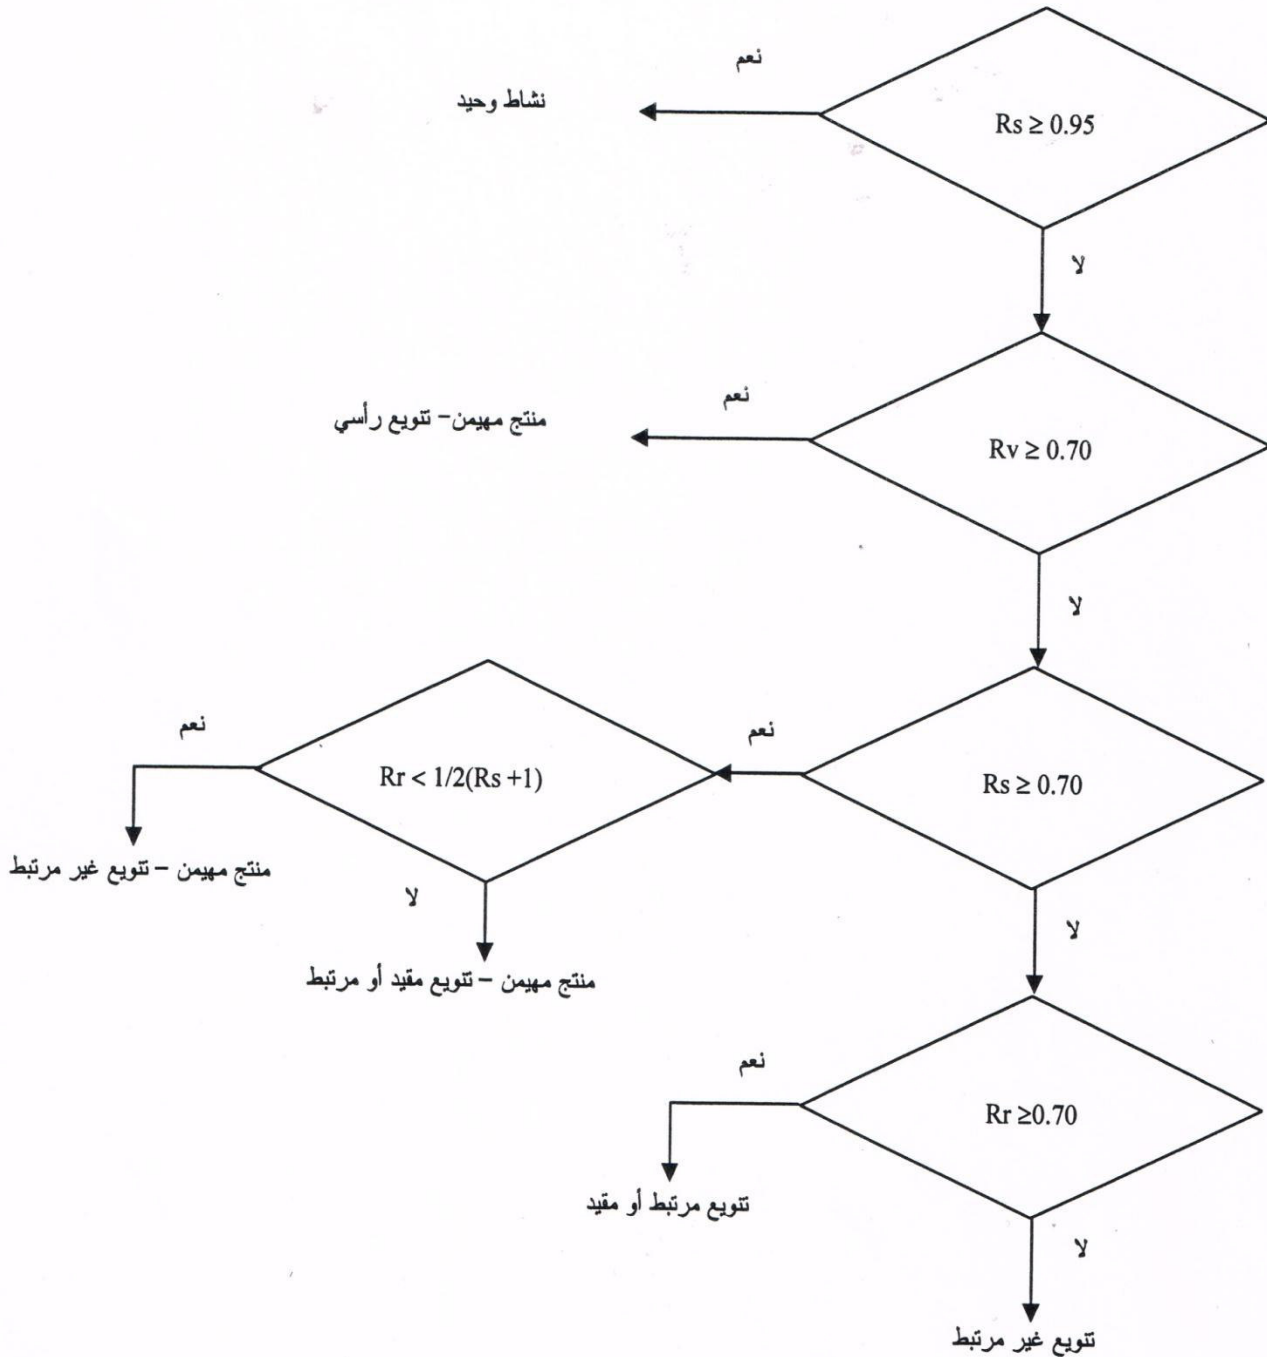 نعم
نشاط وحيد
Rs ≥ 0.95
لا
نعم
منتج مهيمن– تنويع رأسي
Rv ≥ 0.70
لا
نعم
نعم
Rr < 1/2(Rs +1)
Rs ≥ 0.70
منتج مهيمن – تنويع غير مرتبط
لا
لا
منتج مهيمن – تنويع مقيد أو مرتبط
نعم
Rr ≥0.70
تنويع مرتبط أو مقيد
لا
تنويع غير مرتبط